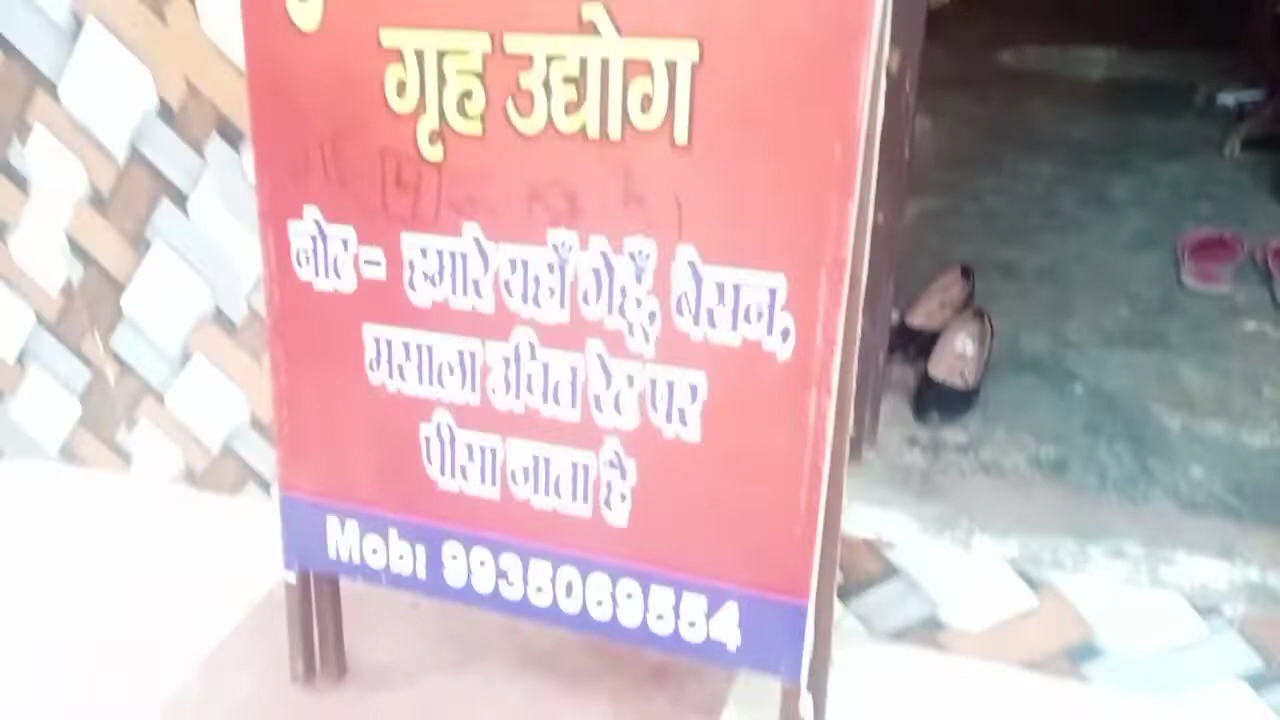 गृह उद्योग
नोट - हमारे यहाँ गेहूँ, बेसन,
मसाला उचित रेट पर
पीसा जाता है
Mobi 9935069554